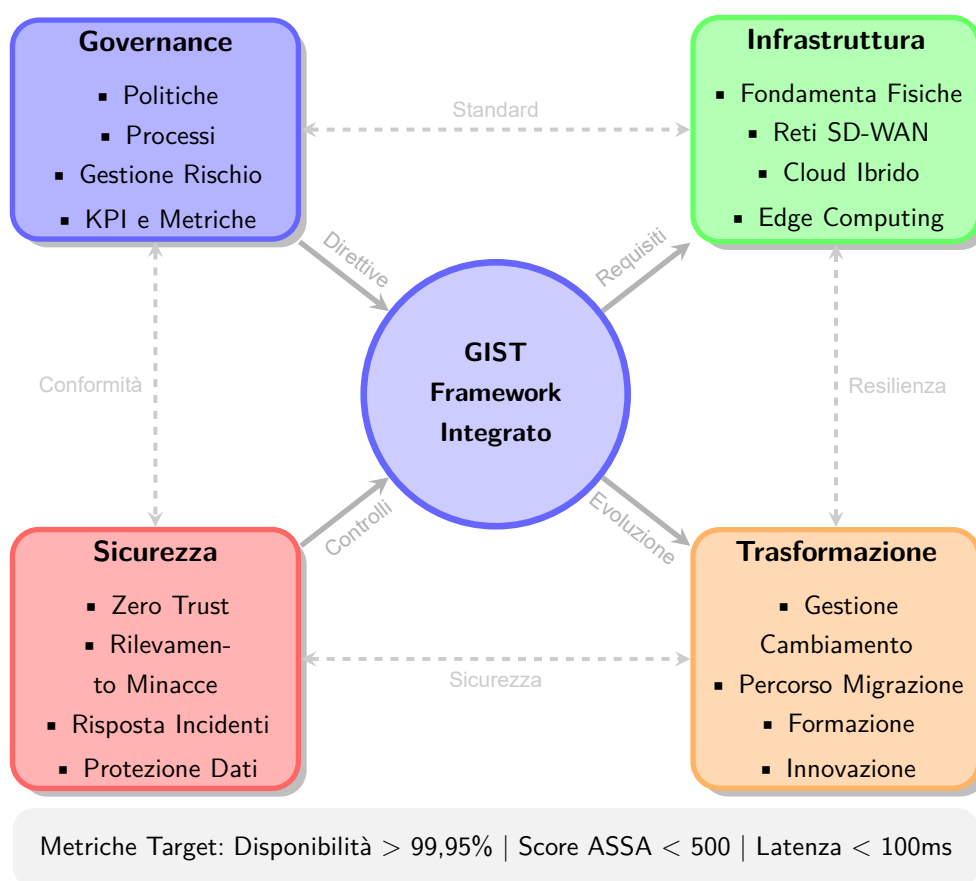 Governance
▪ Politiche
▪ Processi
▪ Gestione Rischio
▪ KPI e Metriche
Standard
Infrastruttura
▪ Fondamenta Fisiche
▪ Reti SD-WAN
▪ Cloud Ibrido
▪ Edge Computing
Direttive
Requisiti
Conformità
GIST
Framework
Integrato
Resilienza
Controlli
Evoluzione
Sicurezza
▪ Zero Trust
▪ Rilevamen-
to Minacce
▪ Risposta Incidenti
▪ Protezione Dati
Sicurezza
Trasformazione
▪ Gestione
Cambiamento
▪ Percorso Migrazione
▪ Formazione
▪ Innovazione
Metriche Target: Disponibilità > 99,95% | Score ASSA < 500 | Latenza < 100ms